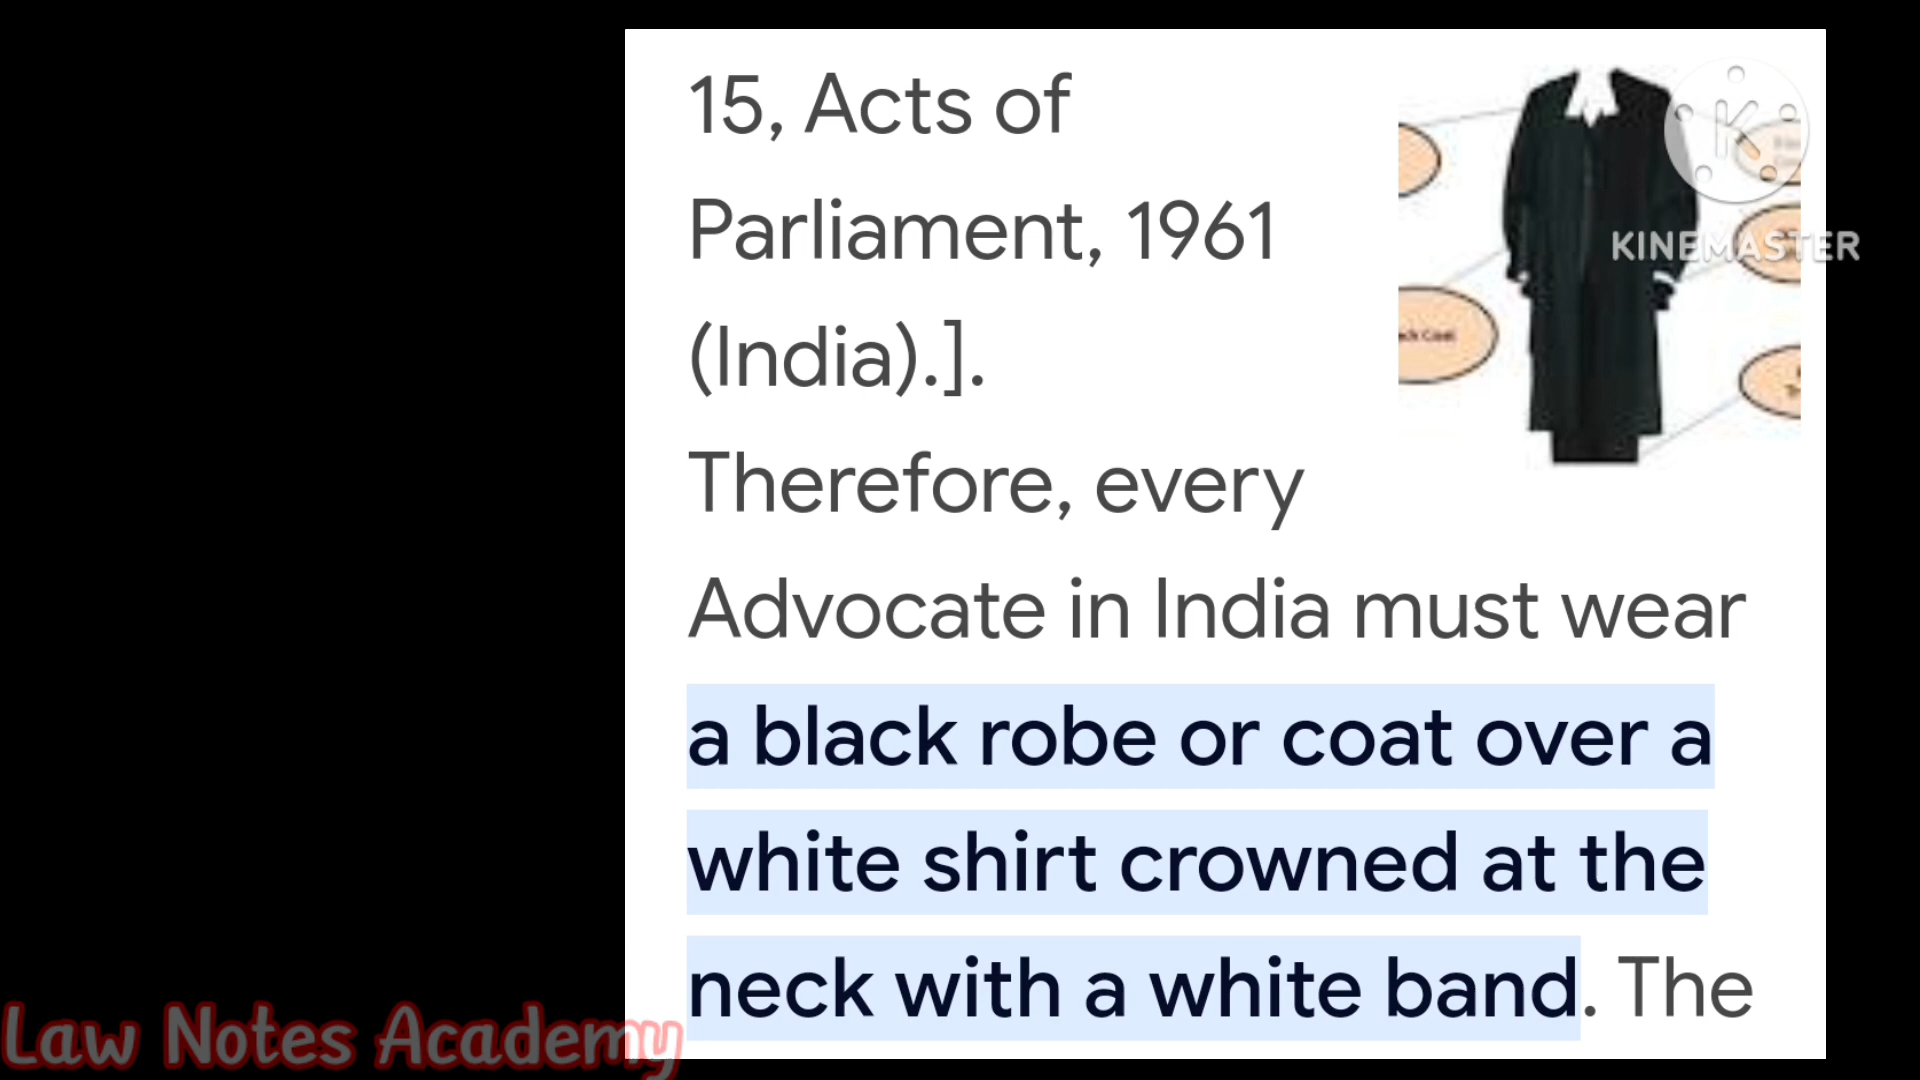 15, Acts of
Parliament, 1961
(India).].
Therefore, every
Advocate in India must wear
a black robe or coat over a
white shirt crowned at the
neck with a white band. The
KINEMASTER
Coat
Law Notes Academy